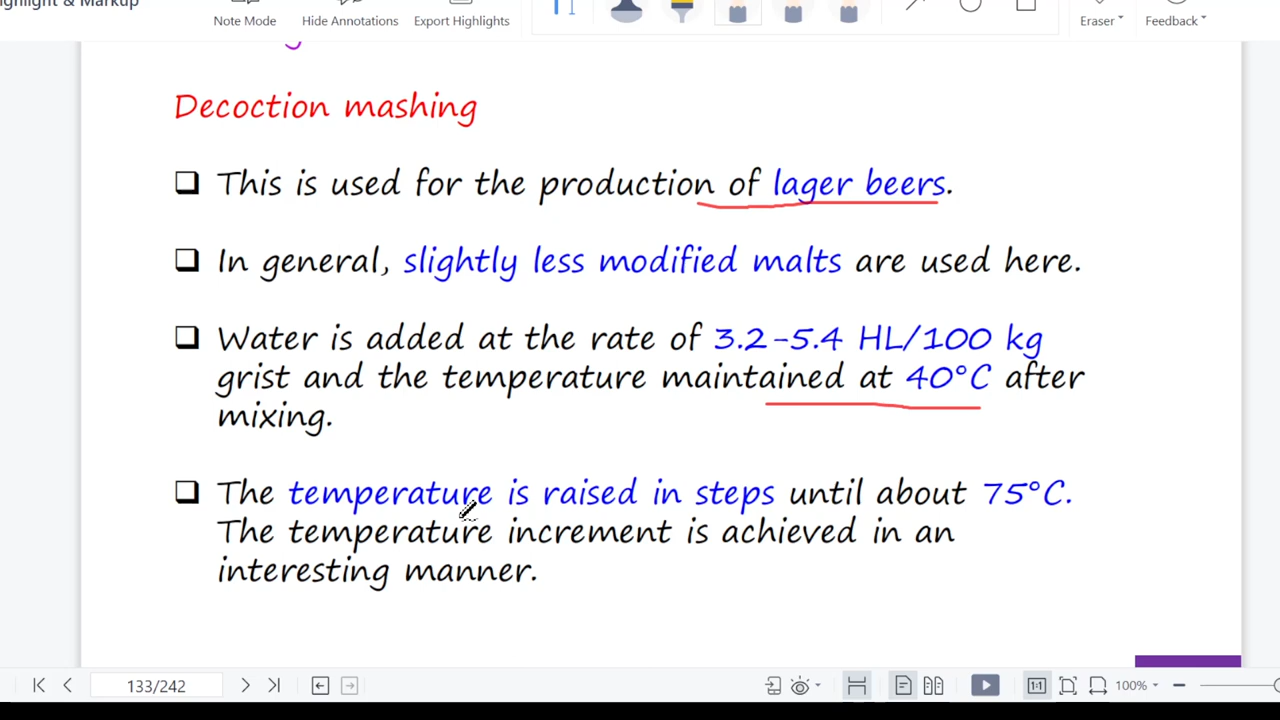 ighlight & Markup
Note Mode
Hide Annotations
Export Highlights
Eraser
Feedback
Decoction mashing
This is used for the production of lager beers.
In general, slightly less modified malts are used here.
Water is added at the rate of 3.2-5.4 HL/100 kg
grist and the temperature maintained at 40°C after
mixing.
The temperature is raised in steps until about 75°C.
The temperature increment is achieved in an
interesting manner.
133/242
100%